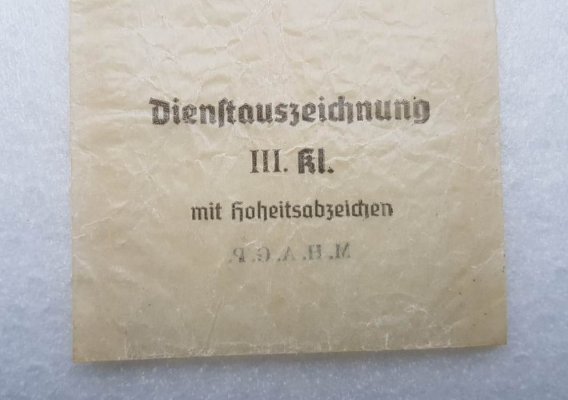 Dienstauszeichnung
III. Kl.
mit Hoheitsabzeichen
M. H. A. G. P.